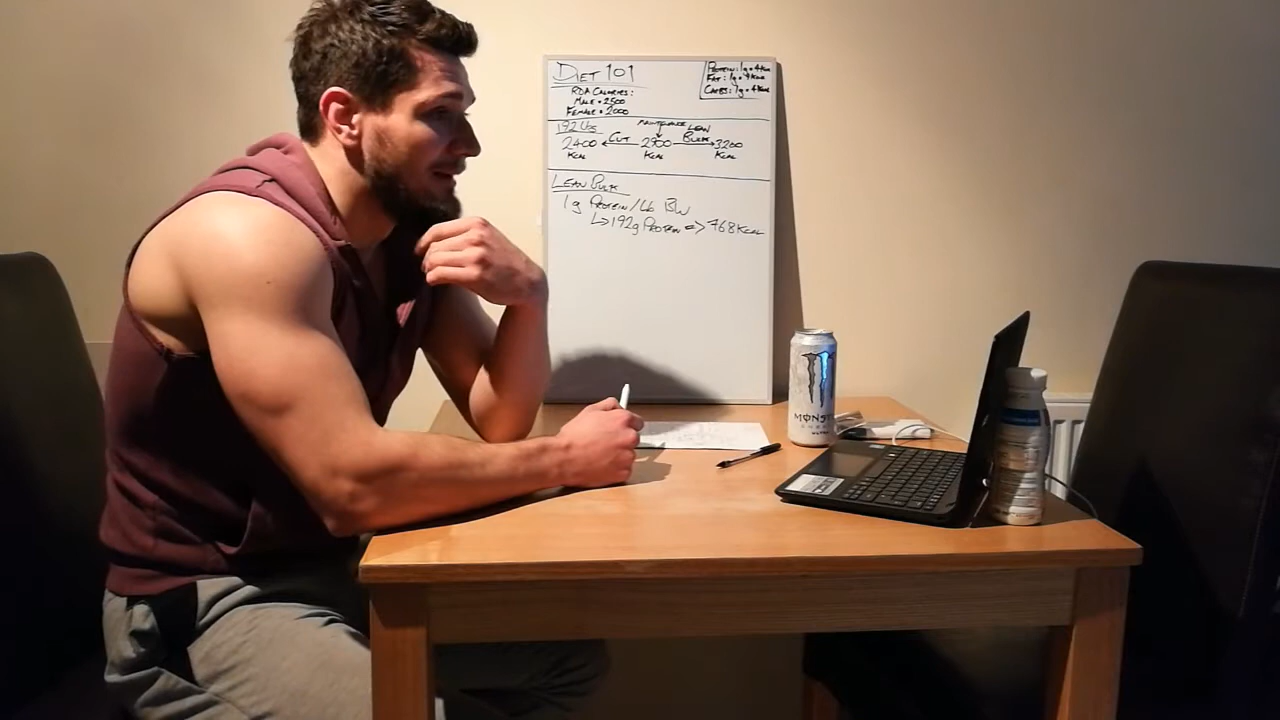 DIET 101
PROTEIN: 1g = 4Kcal
FAT: 1g = 9Kcal
CARBS: 1g = 4Kcal
RDA CALORIES:
MALE = 2500
FEMALE = 2000
192 Lbs
MAINTENANCE
2400 CUT 2900 LEAN BULK 3200
KCAL KCAL KCAL
LEAN BULK
1g PROTEIN/Lb BW
192g PROTEIN => 768Kcal
MONSTER